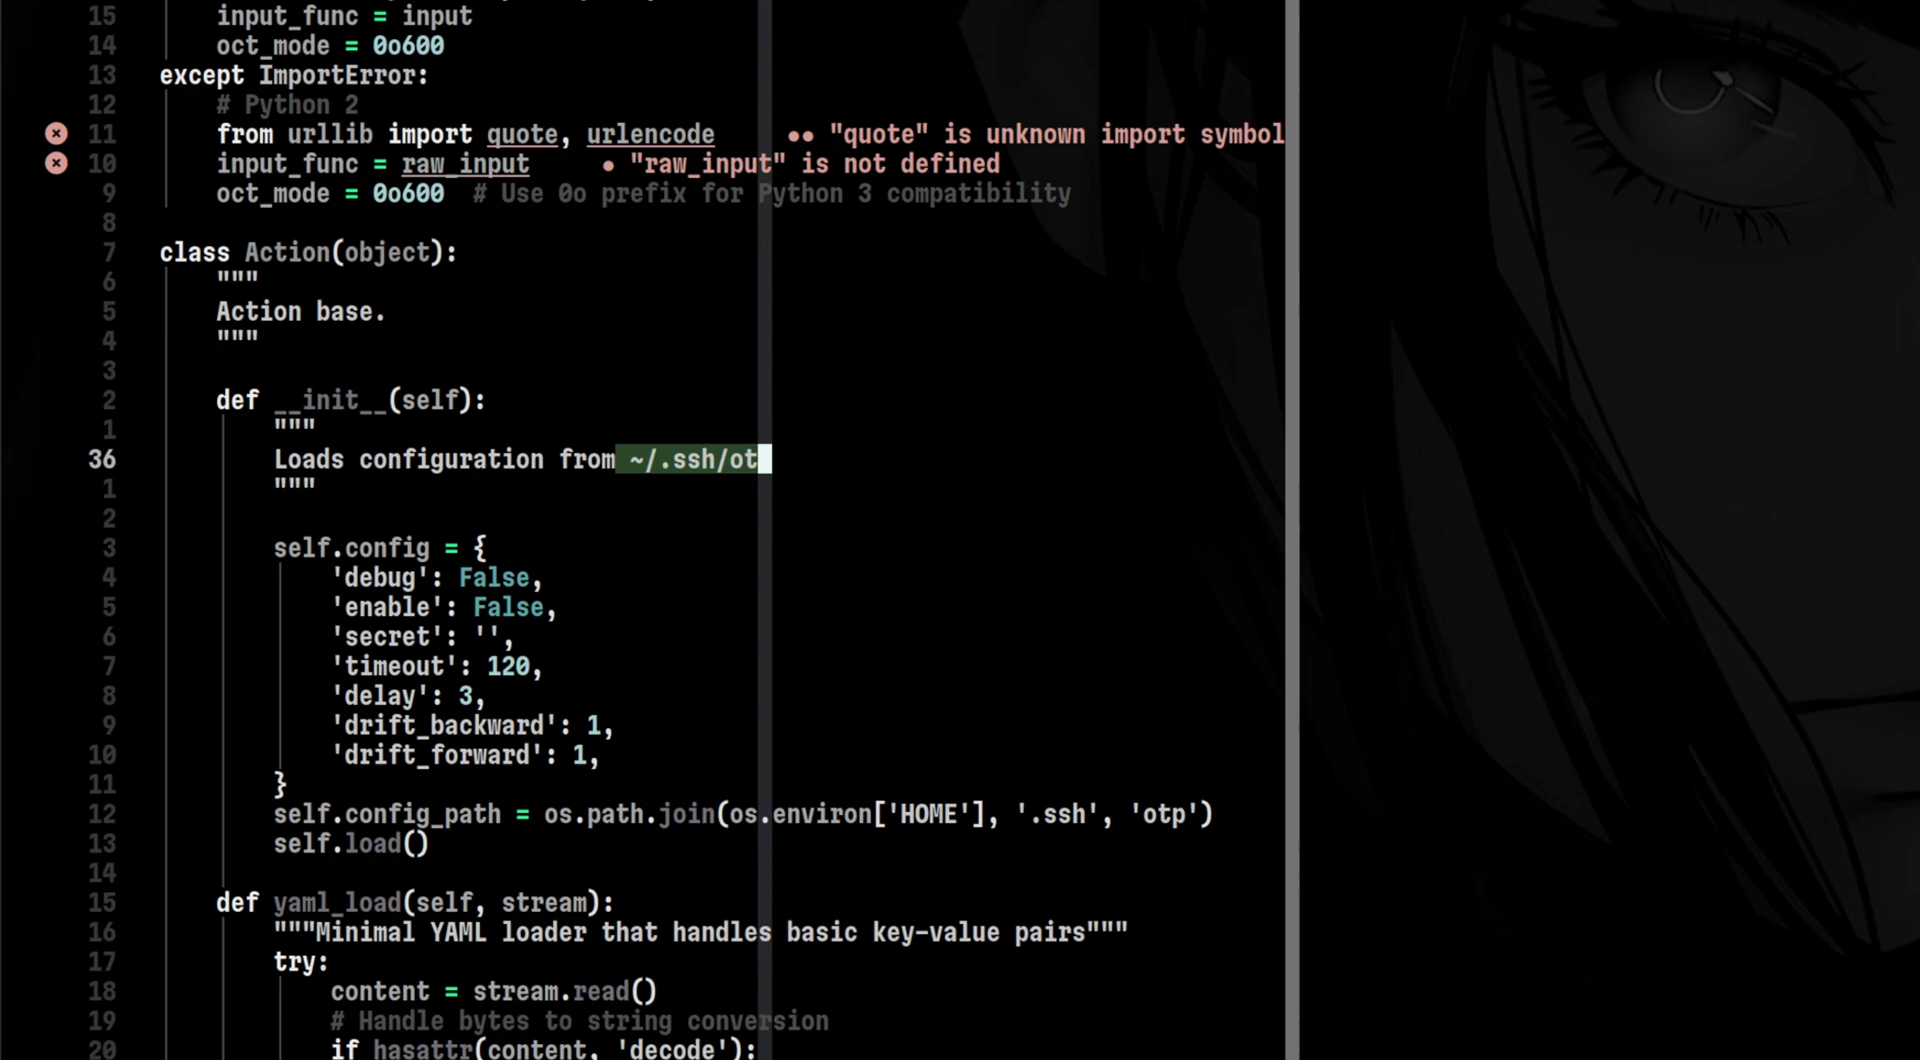 15 input_func = input
14 oct_mode = 0o600
13 except ImportError:
12 # Python 2
11 from urllib import quote, urlencode •• "quote" is unknown import symbol
10 input_func = raw_input • "raw_input" is not defined
9 oct_mode = 0o600 # Use 0o prefix for Python 3 compatibility
8
7 class Action(object):
6 """
5 Action base.
4 """
3
2 def __init__(self):
1 """
36 Loads configuration from ~/.ssh/ot
1 """
2
3 self.config = {
4 'debug': False,
5 'enable': False,
6 'secret': '',
7 'timeout': 120,
8 'delay': 3,
9 'drift_backward': 1,
10 'drift_forward': 1,
11 }
12 self.config_path = os.path.join(os.environ['HOME'], '.ssh', 'otp')
13 self.load()
14
15 def yaml_load(self, stream):
16 """Minimal YAML loader that handles basic key-value pairs"""
17 try:
18 content = stream.read()
19 # Handle bytes to string conversion
20 if hasattr(content, 'decode'):